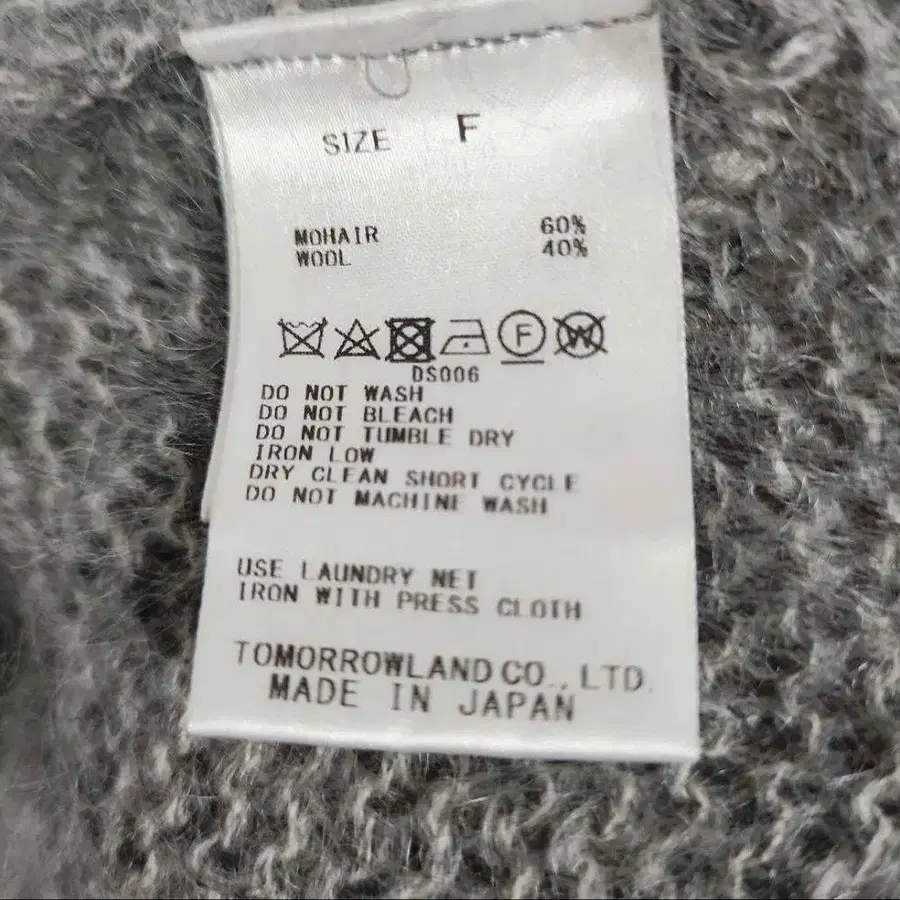 SIZE F
MOHAIR 60%
WOOL 40%
F W
DS006
DO NOT WASH
DO NOT BLEACH
DO NOT TUMBLE DRY
IRON LOW
DRY CLEAN SHORT CYCLE
DO NOT MACHINE WASH
USE LAUNDRY NET
IRON WITH PRESS CLOTH
TOMORROWLAND CO., LTD.
MADE IN JAPAN